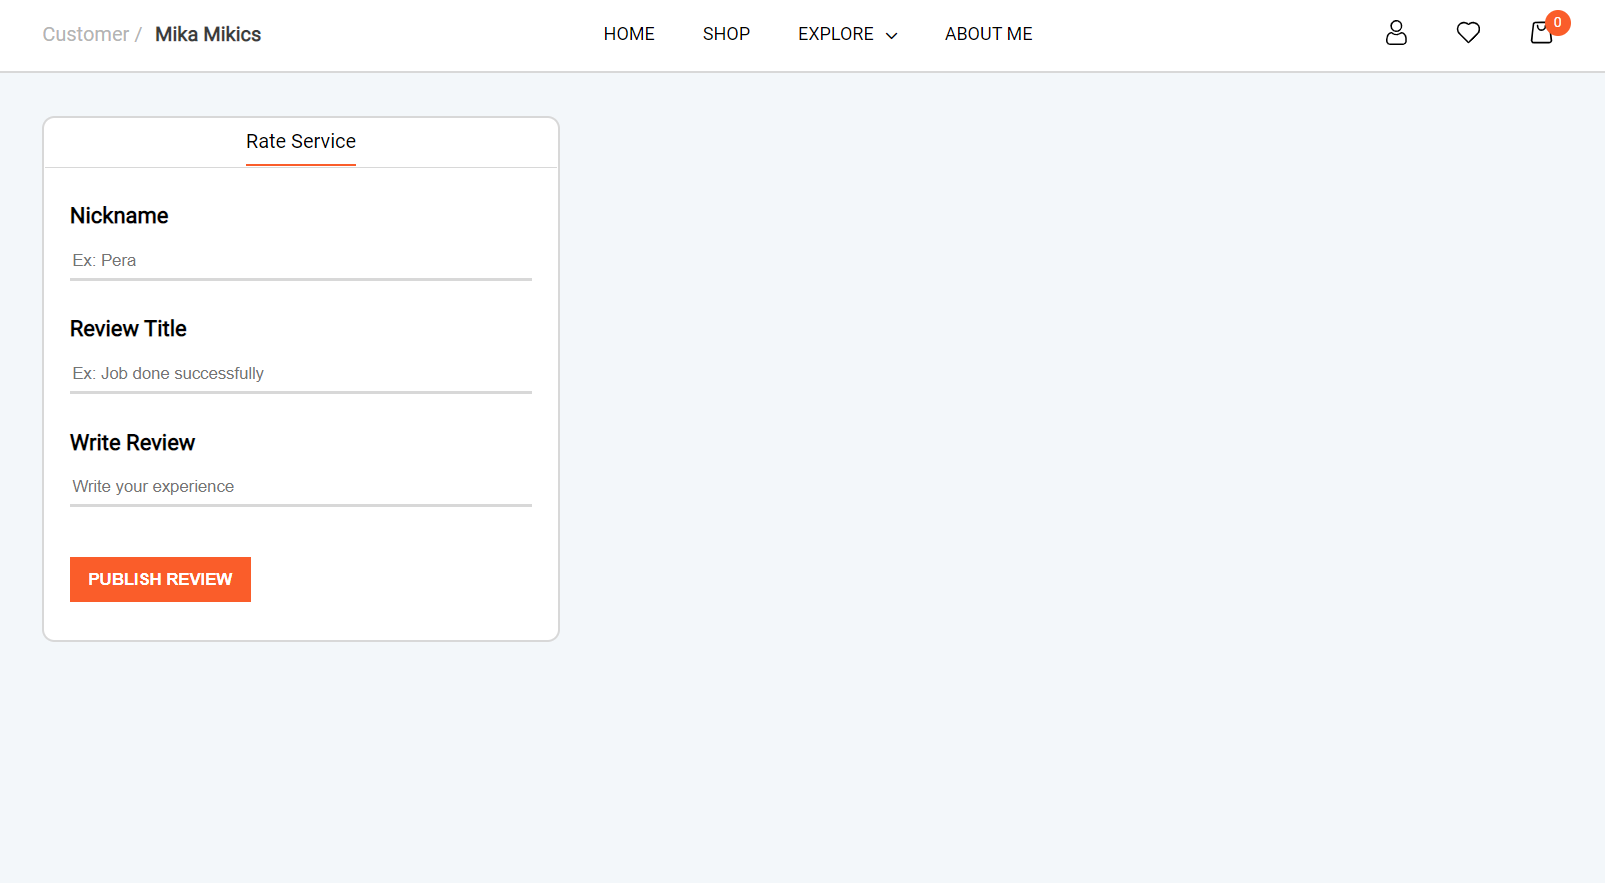 Customer / Mika Mikics
HOME SHOP EXPLORE ABOUT ME
0
Rate Service
Nickname
Ex: Pera
Review Title
Ex: Job done successfully
Write Review
Write your experience
PUBLISH REVIEW